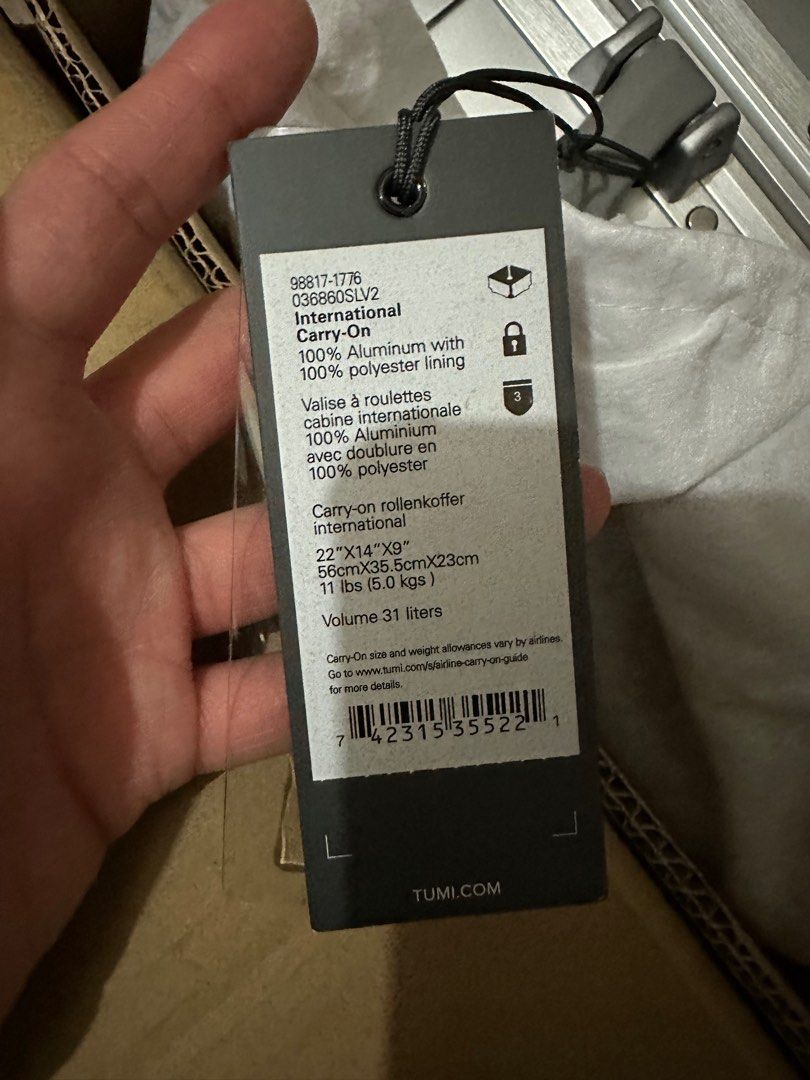 98817-1776
036860SLV2
International
Carry-On
100% Aluminum with
100% polyester lining
3
Valise à roulettes
cabine internationale
100% Aluminium
avec doublure en
100% polyester
Carry-on rollenkoffer
international
22"X14"X9"
56cmX35.5cmX23cm
11 lbs (5.0 kgs )
Volume 31 liters
Carry-On size and weight allowances vary by airlines.
Go to www.tumi.com/s/airline-carry-on-guide
for more details.
7 42315 35522 1
TUMI.COM